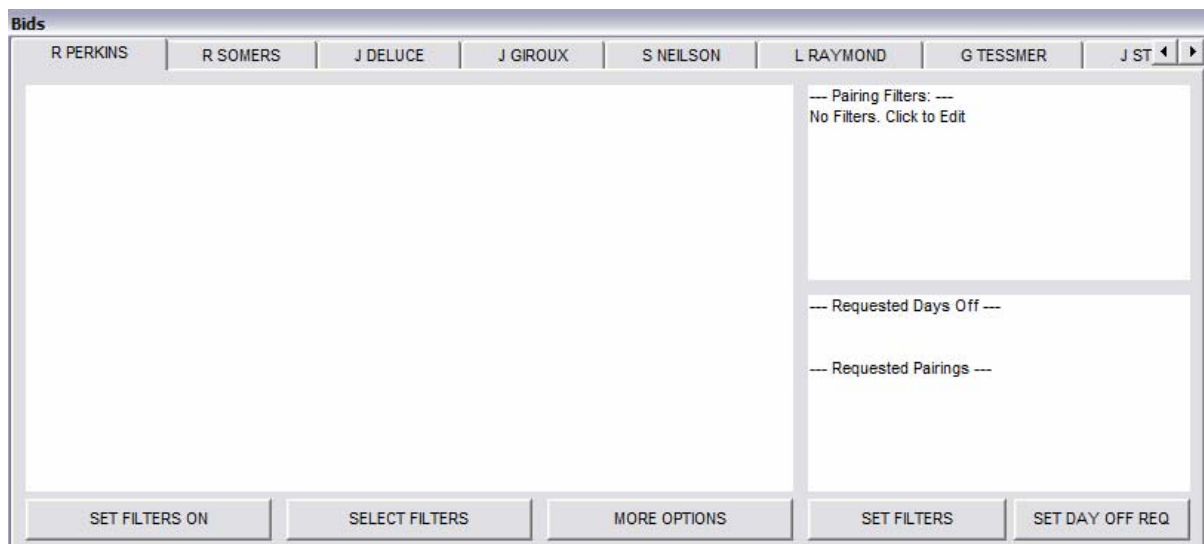 Bids
R PERKINS R SOMERS J DELUCE J GIROUX S NEILSON L RAYMOND G TESSMER J ST
--- Pairing Filters: ---
No Filters. Click to Edit
--- Requested Days Off ---
--- Requested Pairings ---
SET FILTERS ON SELECT FILTERS MORE OPTIONS SET FILTERS SET DAY OFF REQ